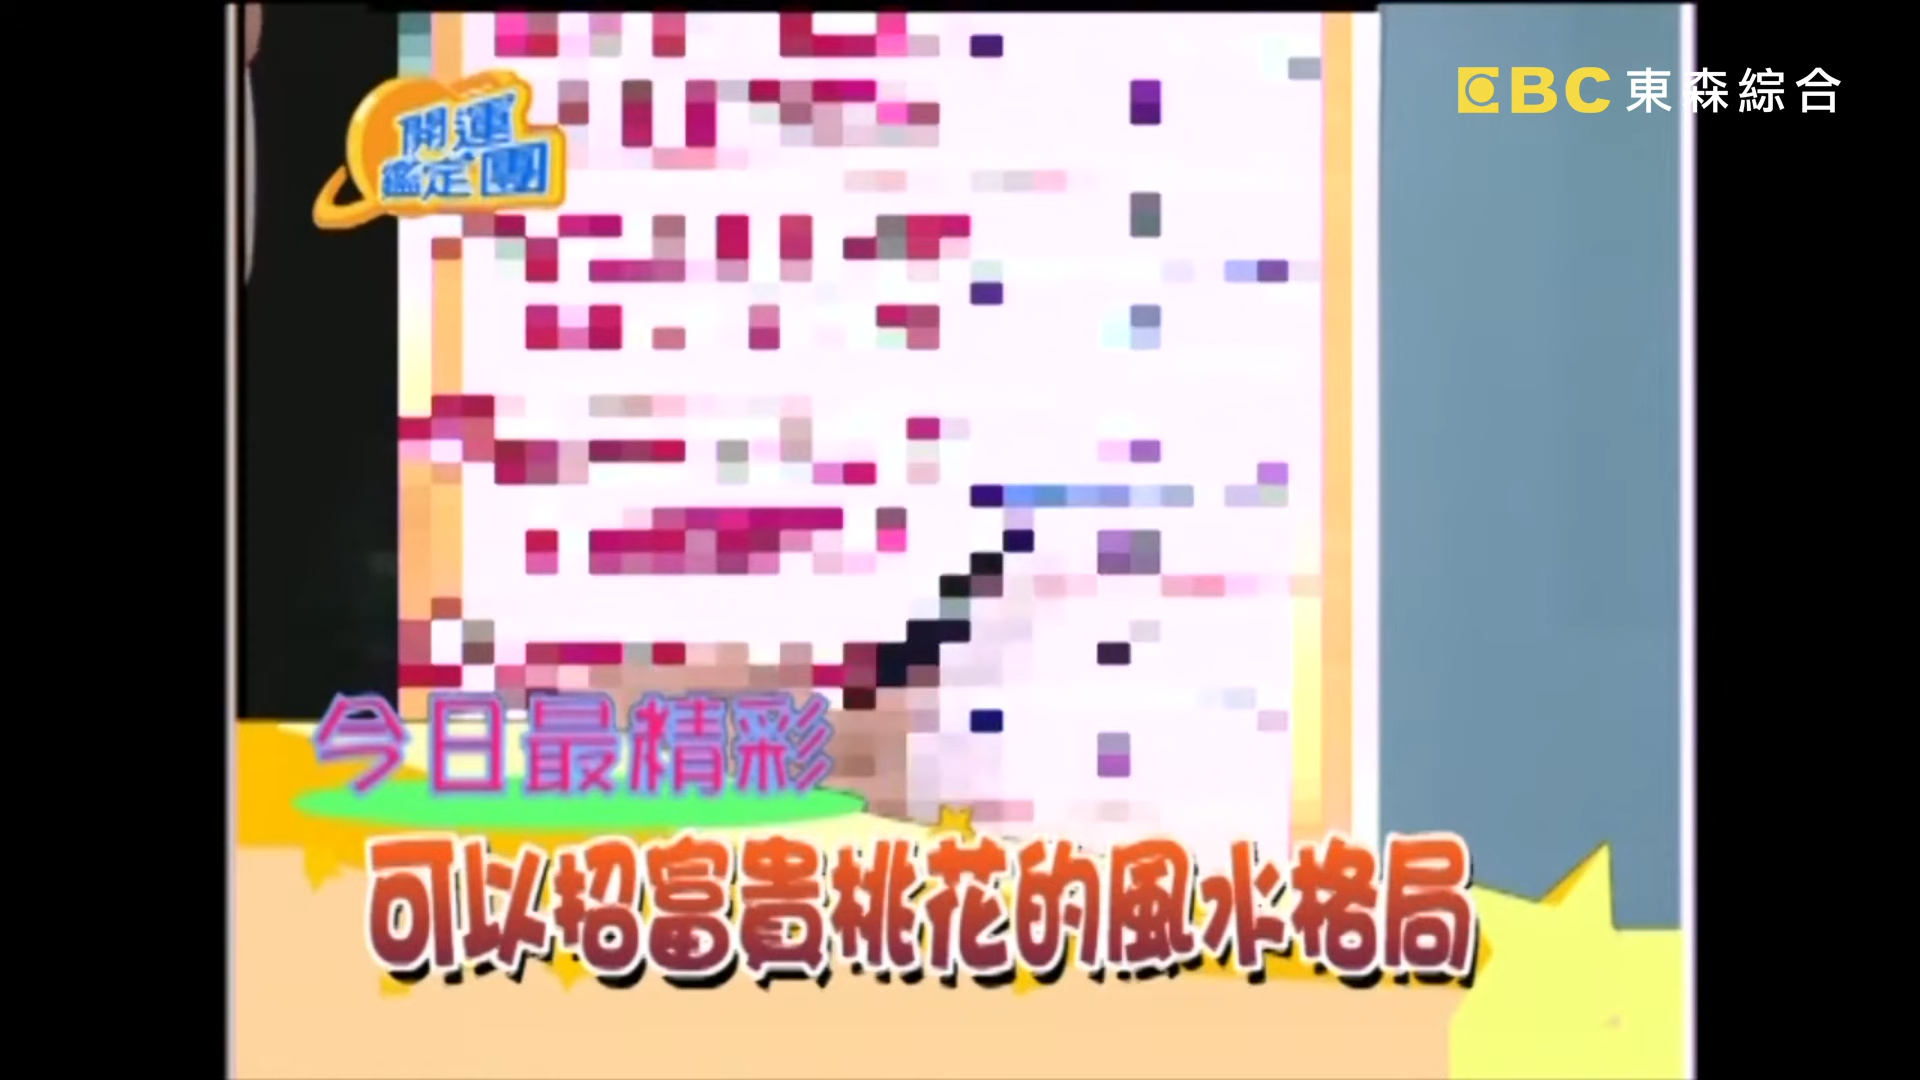 EBC 東森綜合
開運
鑑定團
今日最精彩
可以招富貴桃花的風水格局